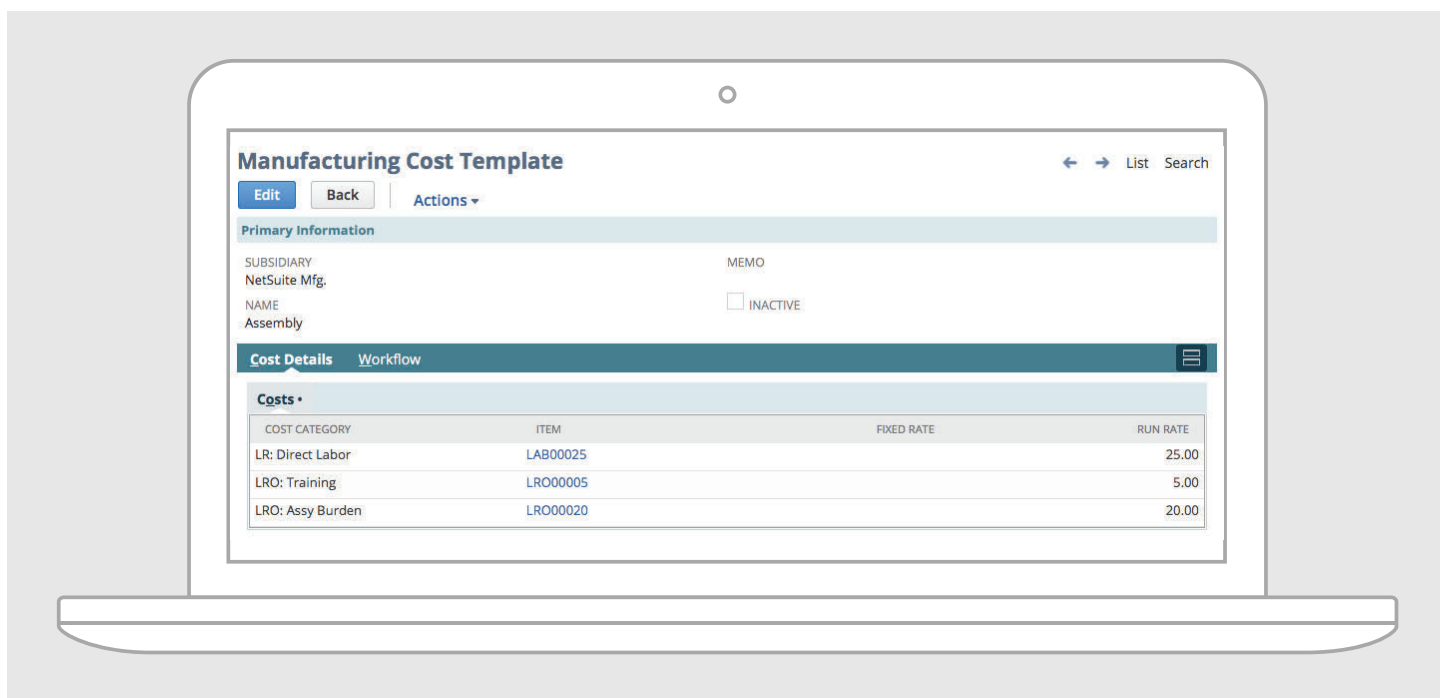 Manufacturing Cost Template
← → List Search
Edit Back Actions
Primary Information
SUBSIDIARY
NetSuite Mfg.
MEMO
NAME
Assembly
INACTIVE
Cost Details Workflow
Costs •
COST CATEGORY ITEM FIXED RATE RUN RATE
LR: Direct Labor LAB00025 25.00
LRO: Training LRO00005 5.00
LRO: Assy Burden LRO00020 20.00